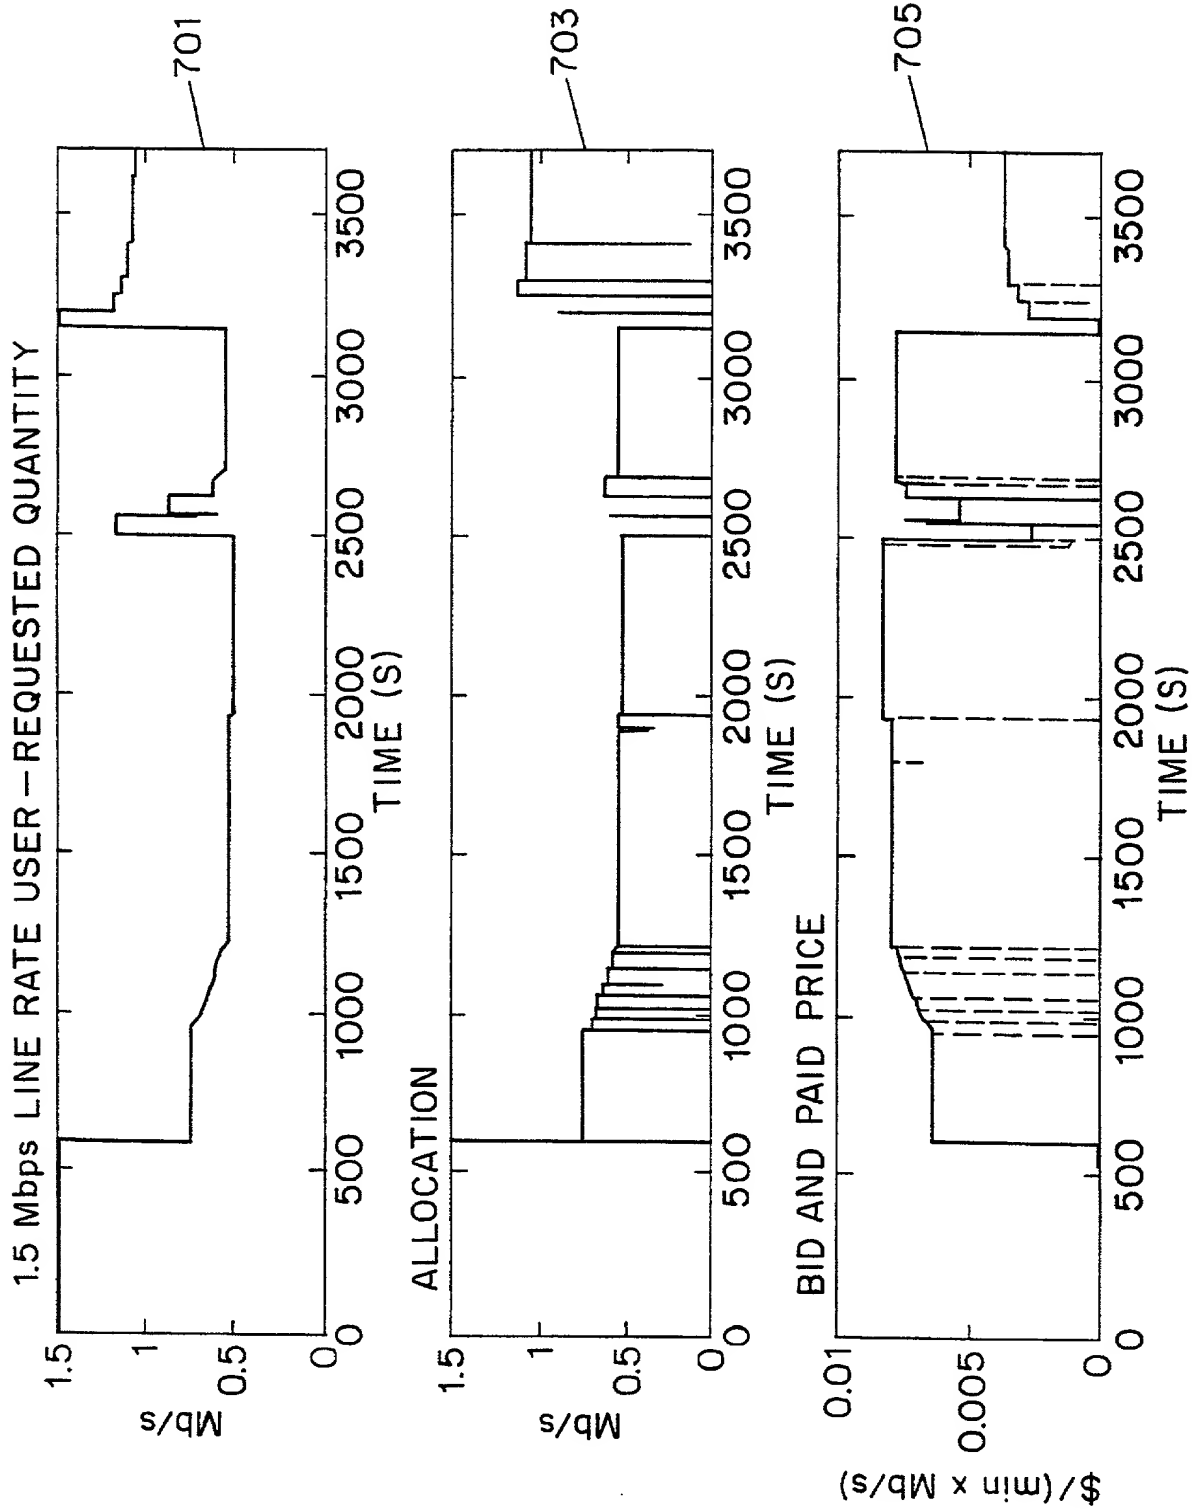 1.5 Mbps LINE RATE USER-REQUESTED QUANTITY
1.5
1
0.5
0
Mb/s
0 500 1000 1500 2000 2500 3000 3500
TIME (S)
701
ALLOCATION
1.5
1
0.5
0
Mb/s
0 500 1000 1500 2000 2500 3000 3500
TIME (S)
703
BID AND PAID PRICE
0.01
0.005
0
$/(min x Mb/s)
0 500 1000 1500 2000 2500 3000 3500
TIME (S)
705